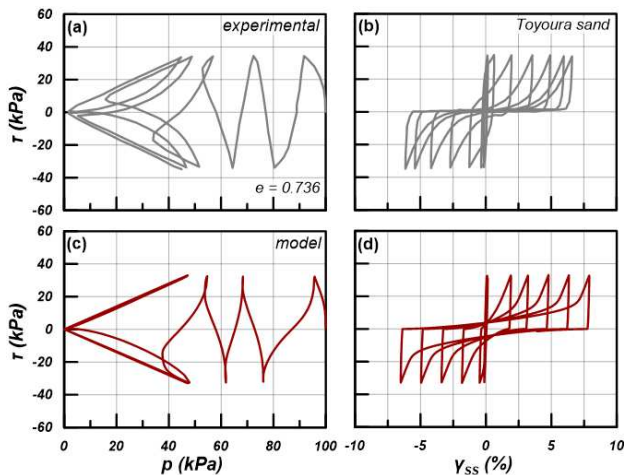 60
(a)
experimental
(b)
Toyoura sand
40
20
0
-20
-40
-60
τ (kPa)
e = 0.736
60
(c)
model
(d)
40
20
0
-20
-40
-60
τ (kPa)
0 20 40 60 80 100
-10 -5 0 5 10
p (kPa)
γSS (%)